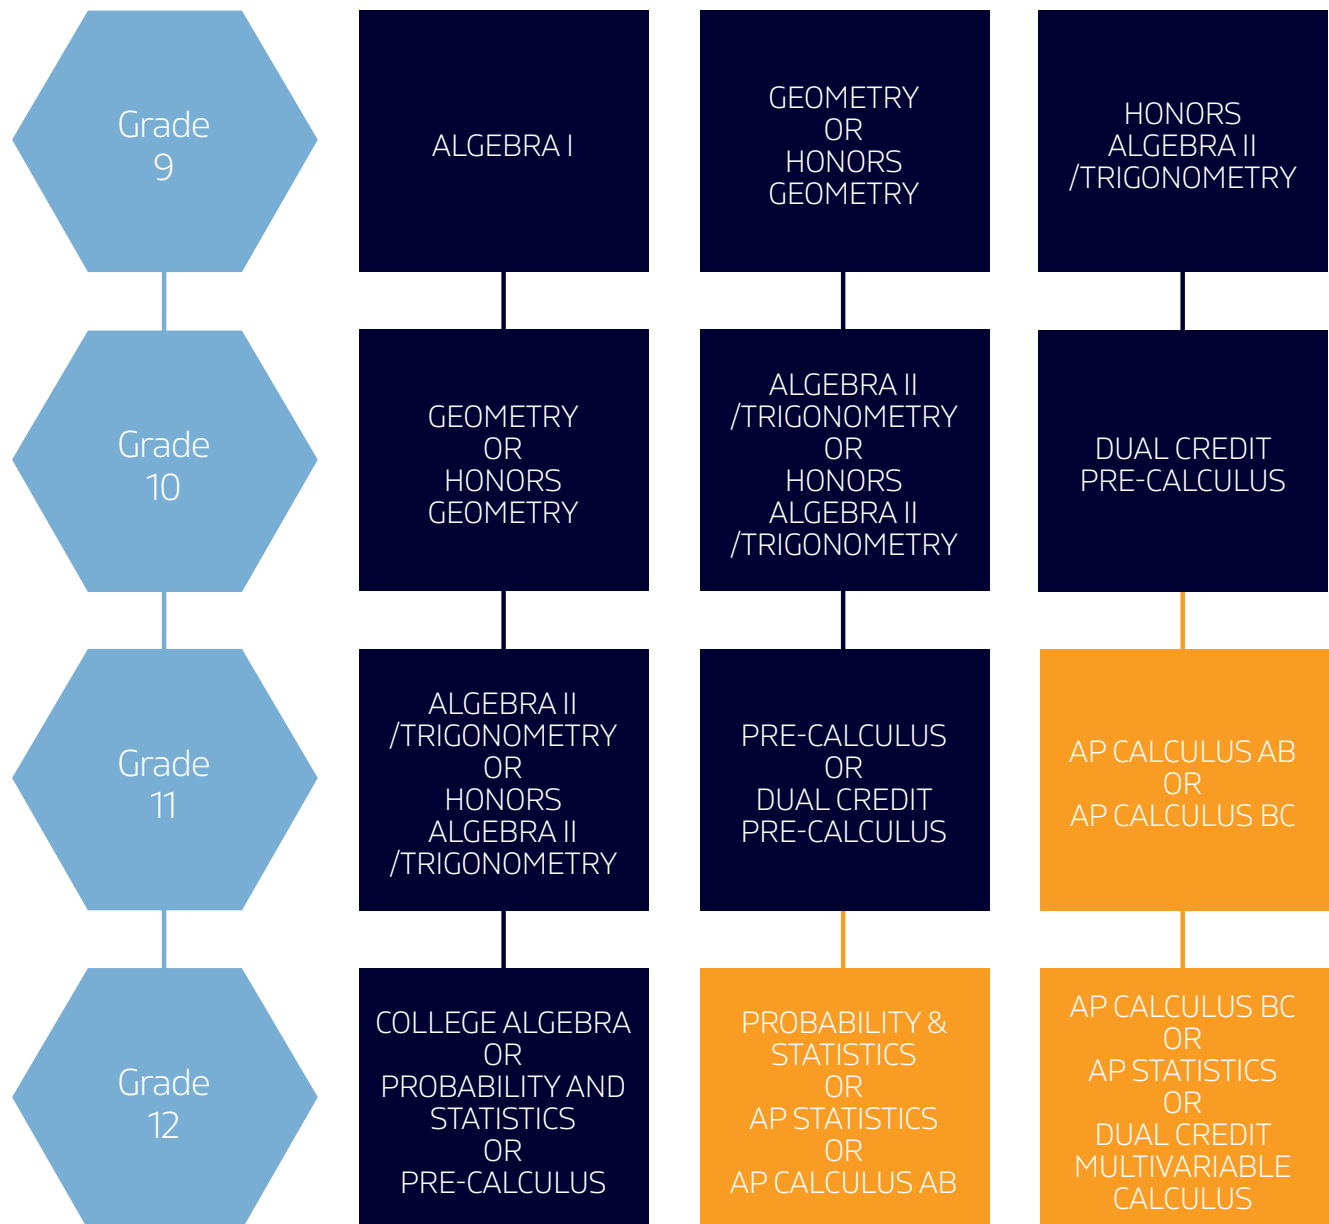 Grade
9
ALGEBRA I
GEOMETRY
OR
HONORS
GEOMETRY
HONORS
ALGEBRA II
/TRIGONOMETRY
Grade
10
GEOMETRY
OR
HONORS
GEOMETRY
ALGEBRA II
/TRIGONOMETRY
OR
HONORS
ALGEBRA II
/TRIGONOMETRY
DUAL CREDIT
PRE-CALCULUS
Grade
11
ALGEBRA II
/TRIGONOMETRY
OR
HONORS
ALGEBRA II
/TRIGONOMETRY
PRE-CALCULUS
OR
DUAL CREDIT
PRE-CALCULUS
AP CALCULUS AB
OR
AP CALCULUS BC
Grade
12
COLLEGE ALGEBRA
OR
PROBABILITY AND
STATISTICS
OR
PRE-CALCULUS
PROBABILITY &
STATISTICS
OR
AP STATISTICS
OR
AP CALCULUS AB
AP CALCULUS BC
OR
AP STATISTICS
OR
DUAL CREDIT
MULTIVARIABLE
CALCULUS